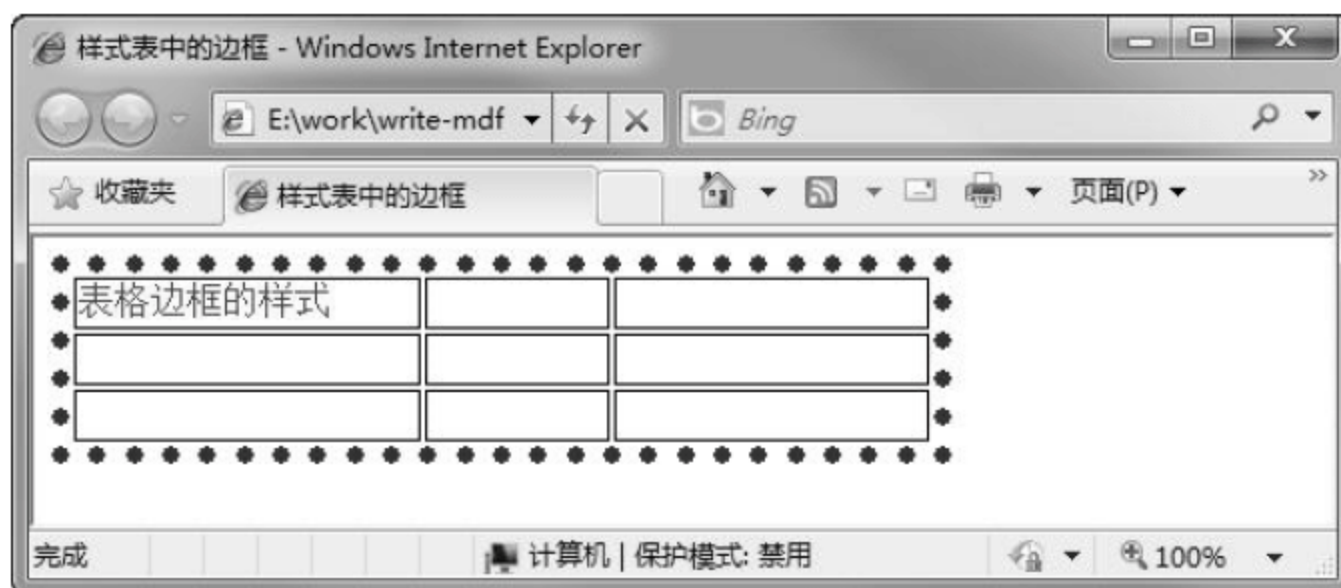 样式表中的边框 - Windows Internet Explorer
E:\work\write-mdf
Bing
收藏夹
样式表中的边框
页面(P)
表格边框的样式
完成
计算机 | 保护模式: 禁用
100%